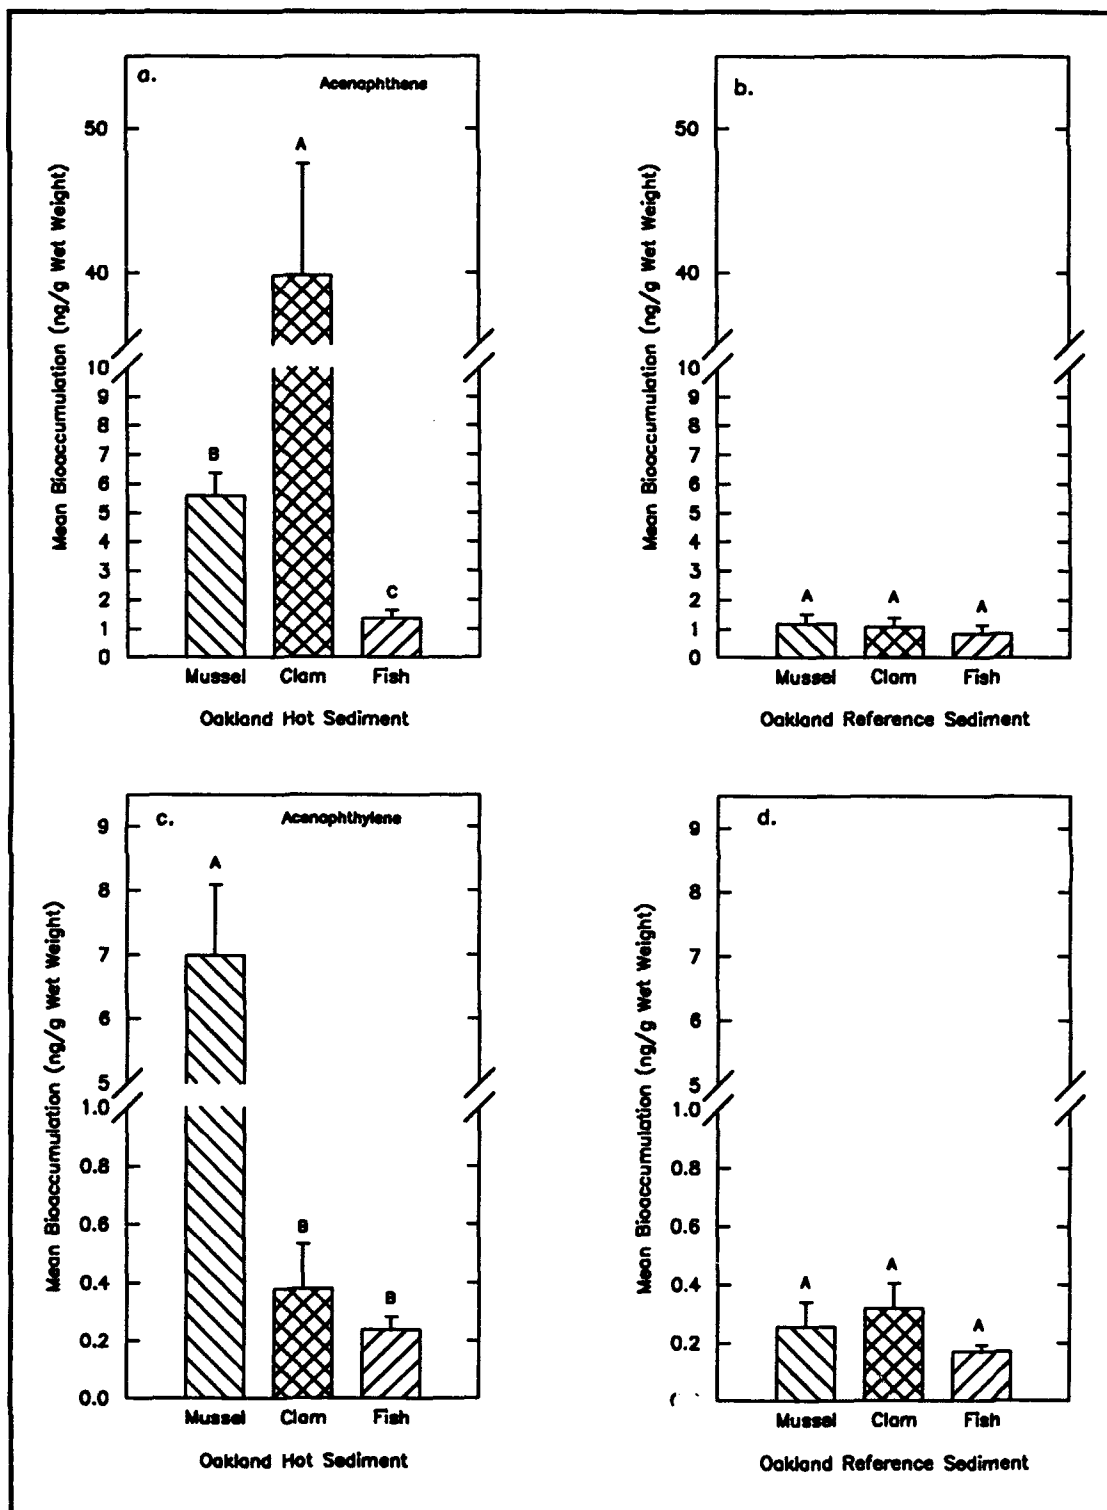 a.
Acenaphthene
Mean Bioaccumulation (ng/g Wet Weight)
50
40
10
9
8
7
6
5
4
3
2
1
0
B
A
C
Mussel Clam Fish
Oakland Hot Sediment
b.
Mean Bioaccumulation (ng/g Wet Weight)
50
40
10
9
8
7
6
5
4
3
2
1
0
A
A
A
Mussel Clam Fish
Oakland Reference Sediment
c.
Acenaphthylene
Mean Bioaccumulation (ng/g Wet Weight)
9
8
7
6
5
1.0
0.8
0.6
0.4
0.2
0.0
A
B
B
Mussel Clam Fish
Oakland Hot Sediment
d.
Mean Bioaccumulation (ng/g Wet Weight)
9
8
7
6
5
1.0
0.8
0.6
0.4
0.2
A
A
A
Mussel Clam Fish
Oakland Reference Sediment